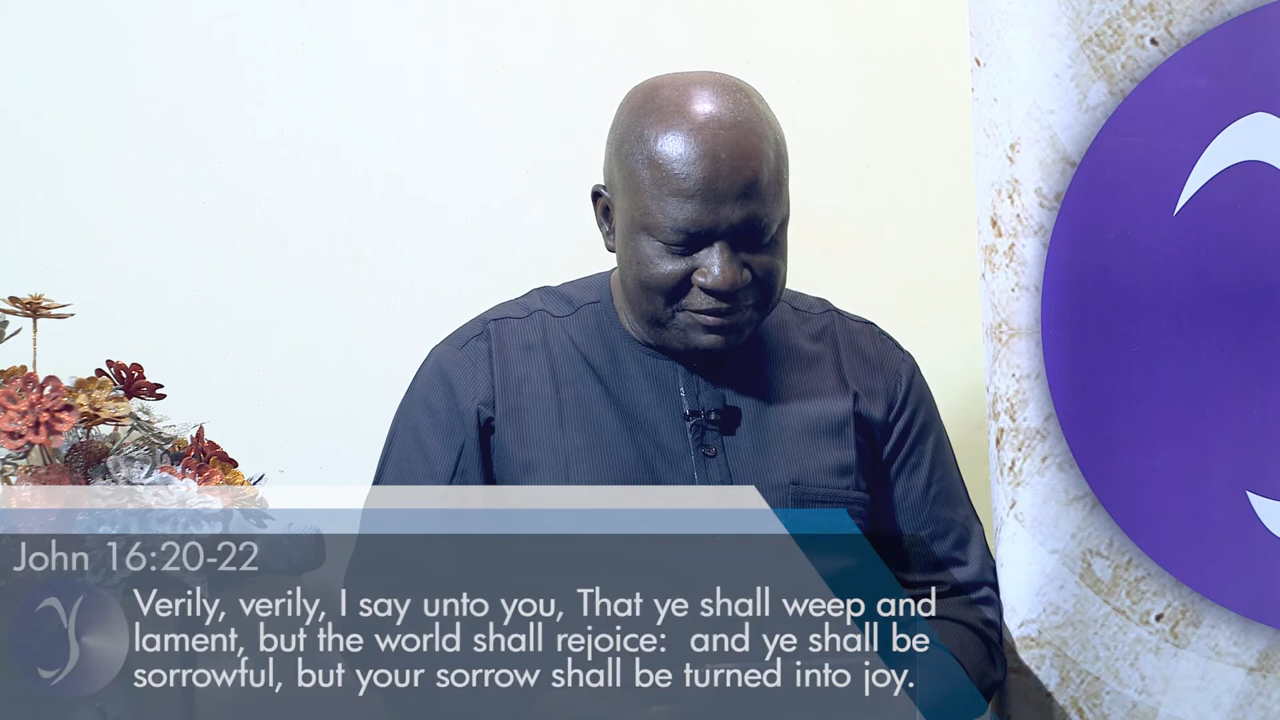 John 16:20-22
Verily, verily, I say unto you, That ye shall weep and
lament, but the world shall rejoice:  and ye shall be
sorrowful, but your sorrow shall be turned into joy.